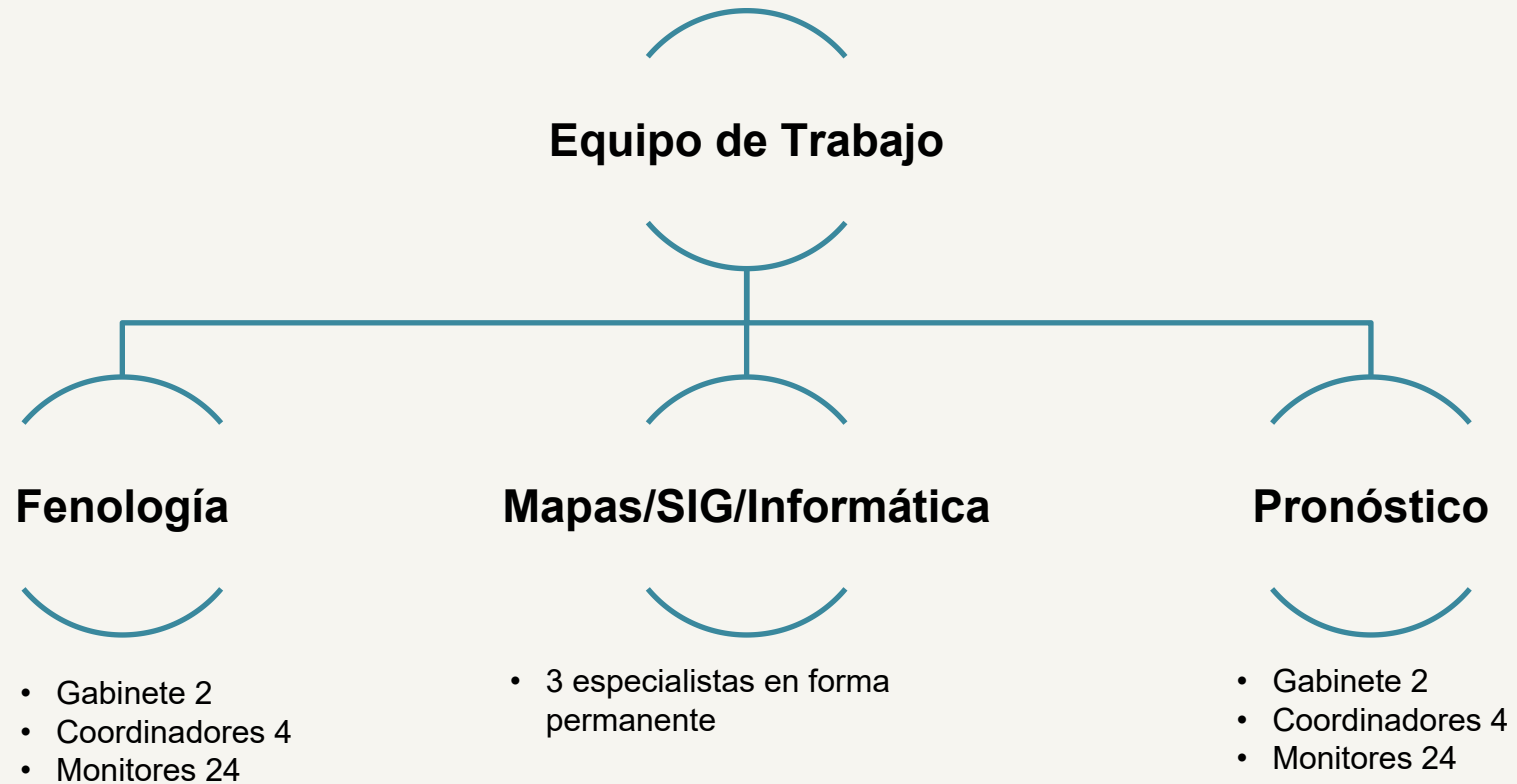 Equipo de Trabajo
Fenología
Mapas/SIG/Informática
Pronóstico
• Gabinete 2
• Coordinadores 4
• Monitores 24
• 3 especialistas en forma
permanente
• Gabinete 2
• Coordinadores 4
• Monitores 24